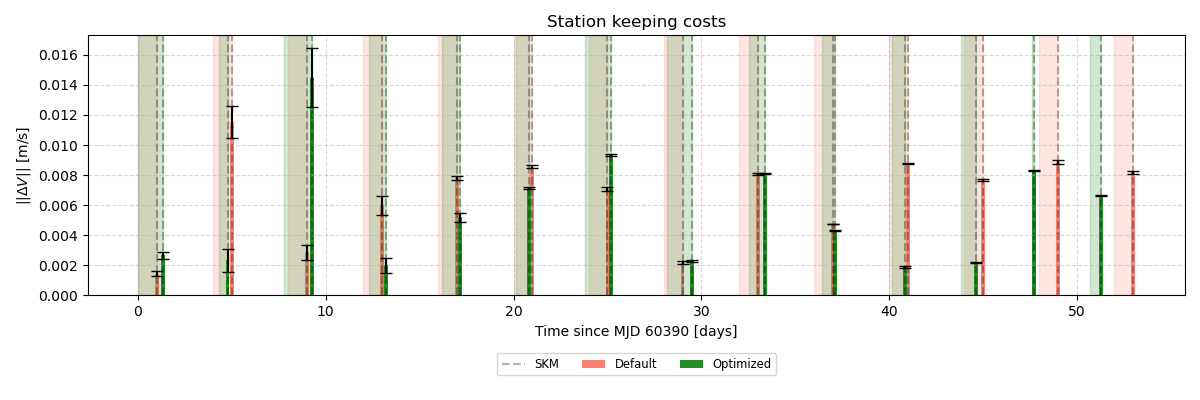 Station keeping costs
0.016
0.014
0.012
0.010
0.008
0.006
0.004
0.002
0.000
||ΔV|| [m/s]
0 10 20 30 40 50
Time since MJD 60390 [days]
SKM Default Optimized